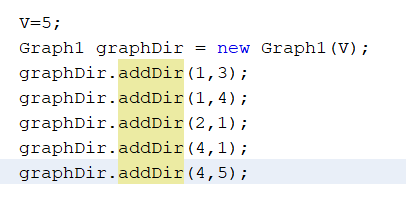 V=5;
Graph1 graphDir = new Graph1(V);
graphDir.addDir(1,3);
graphDir.addDir(1,4);
graphDir.addDir(2,1);
graphDir.addDir(4,1);
graphDir.addDir(4,5);